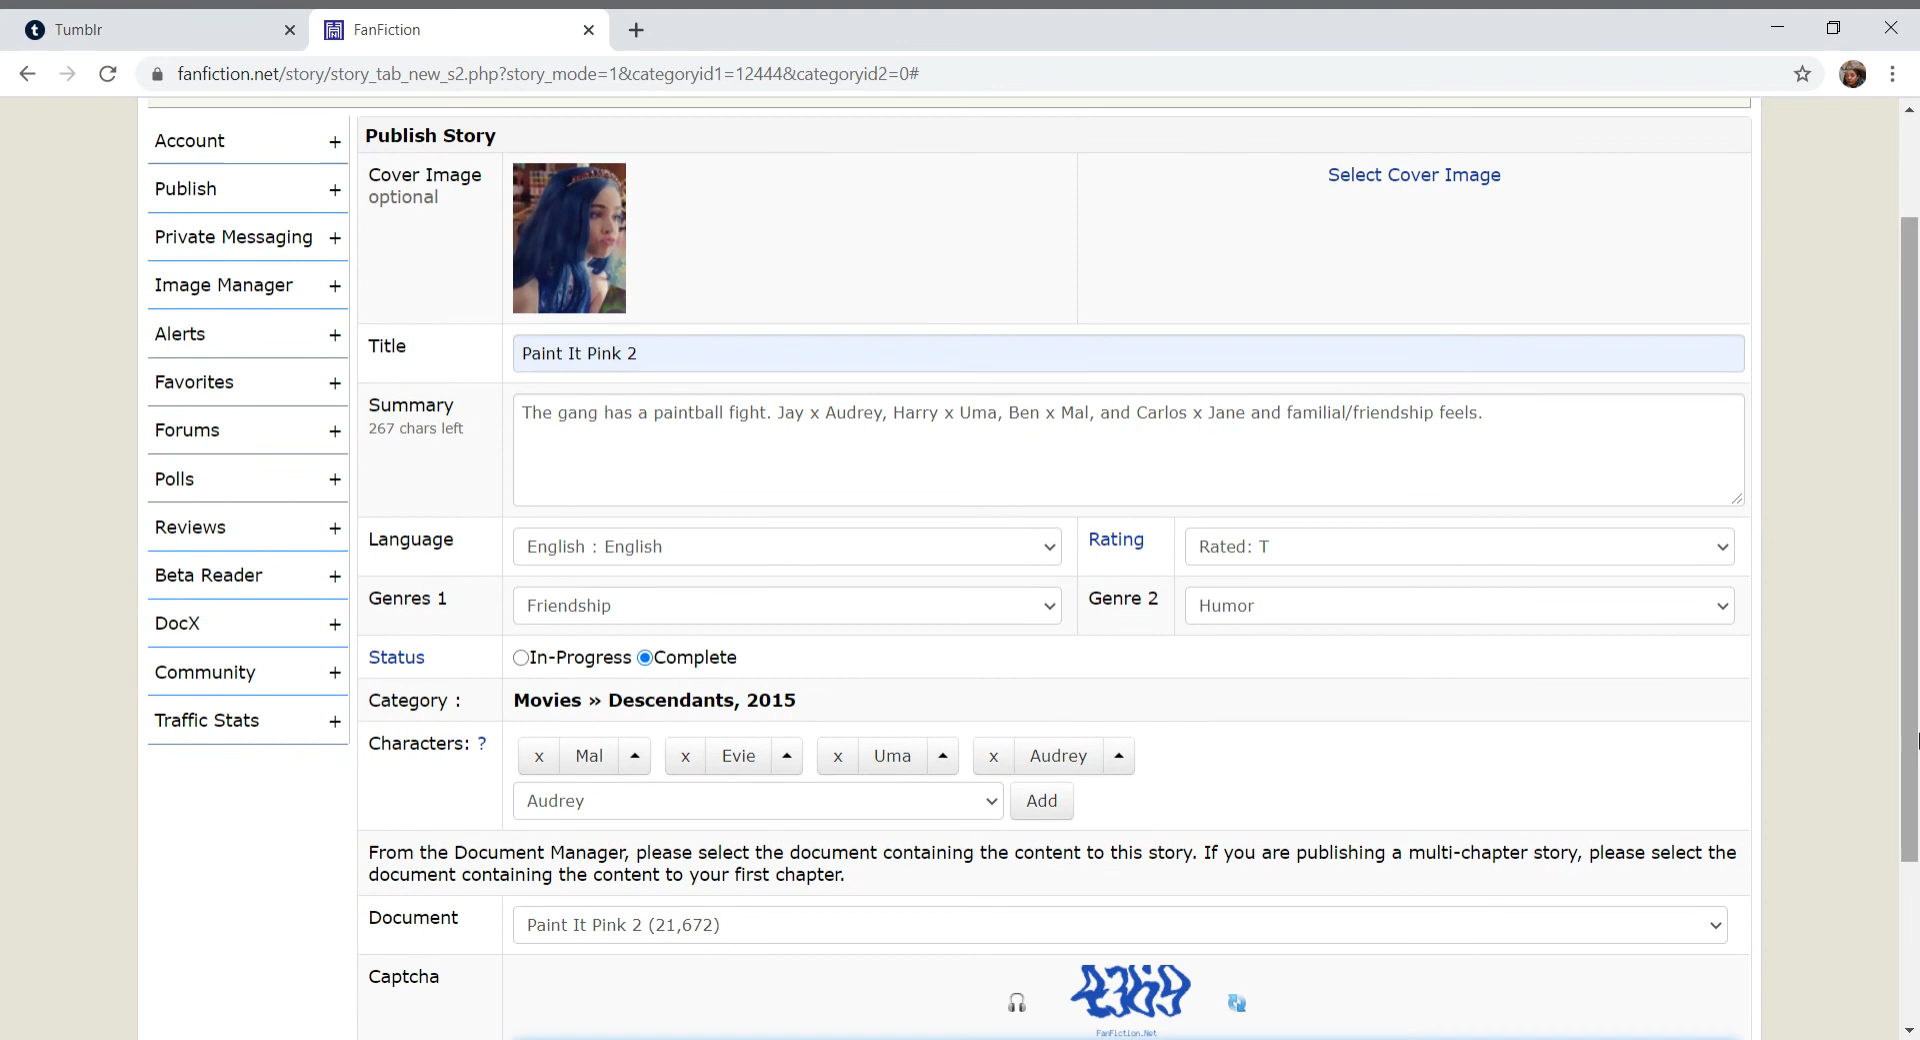 Tumblr
FanFiction
fanfiction.net/story/story_tab_new_s2.php?story_mode=1&categoryid1=12444&categoryid2=0#
Account +
Publish +
Private Messaging +
Image Manager +
Alerts +
Favorites +
Forums +
Polls +
Reviews +
Beta Reader +
DocX +
Community +
Traffic Stats +
Publish Story
Cover Image
optional
Select Cover Image
Title
Paint It Pink 2
Summary
267 chars left
The gang has a paintball fight. Jay x Audrey, Harry x Uma, Ben x Mal, and Carlos x Jane and familial/friendship feels.
Language
English : English
Rating
Rated: T
Genres 1
Friendship
Genre 2
Humor
Status
In-Progress Complete
Category :
Movies » Descendants, 2015
Characters: ?
x Mal x Evie x Uma x Audrey
Audrey
Add
From the Document Manager, please select the document containing the content to this story. If you are publishing a multi-chapter story, please select the
document containing the content to your first chapter.
Document
Paint It Pink 2 (21,672)
Captcha
FanFiction.Net